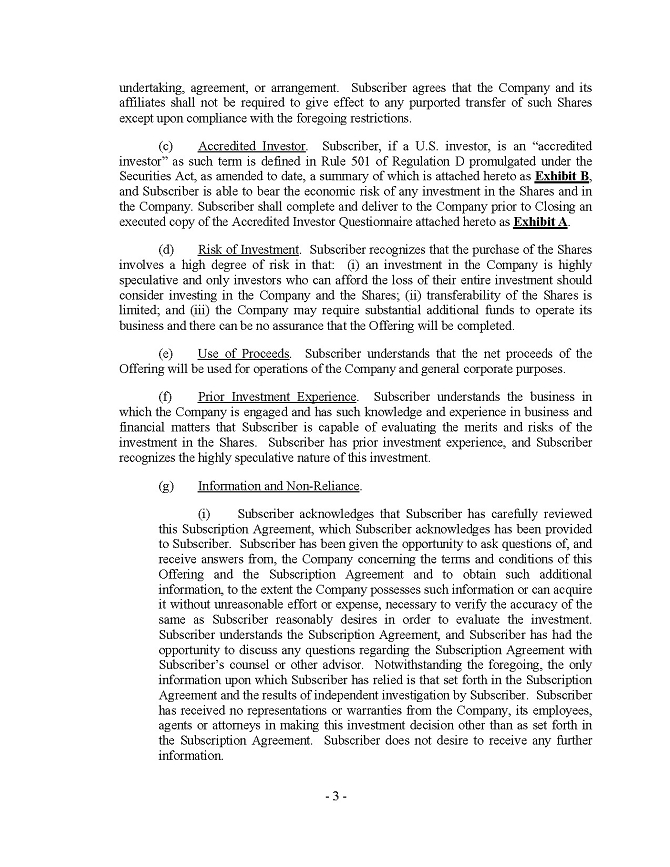 undertaking, agreement, or arrangement. Subscriber agrees that the Company and its
affiliates shall not be required to give effect to any purported transfer of such Shares
except upon compliance with the foregoing restrictions.
(c) Accredited Investor. Subscriber, if a U.S. investor, is an “accredited
investor” as such term is defined in Rule 501 of Regulation D promulgated under the
Securities Act, as amended to date, a summary of which is attached hereto as Exhibit B,
and Subscriber is able to bear the economic risk of any investment in the Shares and in
the Company. Subscriber shall complete and deliver to the Company prior to Closing an
executed copy of the Accredited Investor Questionnaire attached hereto as Exhibit A.
(d) Risk of Investment. Subscriber recognizes that the purchase of the Shares
involves a high degree of risk in that: (i) an investment in the Company is highly
speculative and only investors who can afford the loss of their entire investment should
consider investing in the Company and the Shares; (ii) transferability of the Shares is
limited; and (iii) the Company may require substantial additional funds to operate its
business and there can be no assurance that the Offering will be completed.
(e) Use of Proceeds. Subscriber understands that the net proceeds of the
Offering will be used for operations of the Company and general corporate purposes.
(f) Prior Investment Experience. Subscriber understands the business in
which the Company is engaged and has such knowledge and experience in business and
financial matters that Subscriber is capable of evaluating the merits and risks of the
investment in the Shares. Subscriber has prior investment experience, and Subscriber
recognizes the highly speculative nature of this investment.
(g) Information and Non-Reliance.
(i) Subscriber acknowledges that Subscriber has carefully reviewed
this Subscription Agreement, which Subscriber acknowledges has been provided
to Subscriber. Subscriber has been given the opportunity to ask questions of, and
receive answers from, the Company concerning the terms and conditions of this
Offering and the Subscription Agreement and to obtain such additional
information, to the extent the Company possesses such information or can acquire
it without unreasonable effort or expense, necessary to verify the accuracy of the
same as Subscriber reasonably desires in order to evaluate the investment.
Subscriber understands the Subscription Agreement, and Subscriber has had the
opportunity to discuss any questions regarding the Subscription Agreement with
Subscriber’s counsel or other advisor. Notwithstanding the foregoing, the only
information upon which Subscriber has relied is that set forth in the Subscription
Agreement and the results of independent investigation by Subscriber. Subscriber
has received no representations or warranties from the Company, its employees,
agents or attorneys in making this investment decision other than as set forth in
the Subscription Agreement. Subscriber does not desire to receive any further
information.
- 3 -